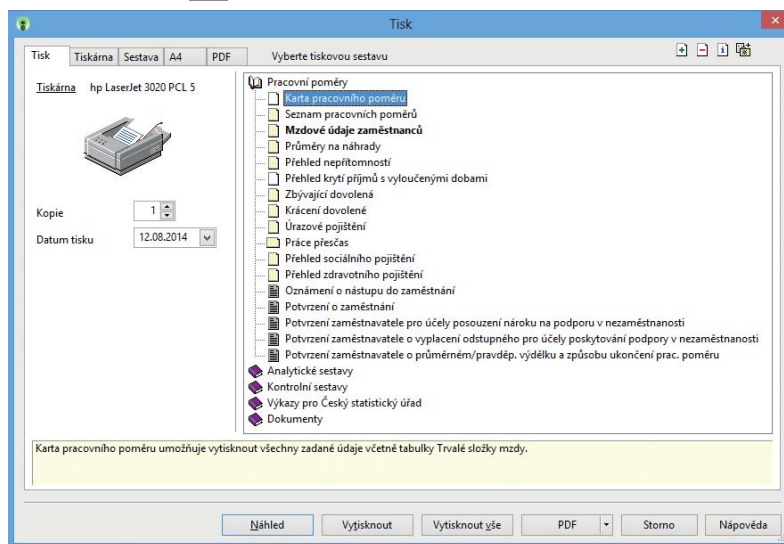 Tisk
Tisk Tiskárna Sestava A4 PDF Vyberte tiskovou sestavu
Tiskárna hp LaserJet 3020 PCL 5
Kopie 1
Datum tisku 12.08.2014
Pracovní poměry
Karta pracovního poměru
Seznam pracovních poměrů
Mzdové údaje zaměstnanců
Průměry na náhrady
Přehled nepřítomností
Přehled krytí příjmů s vyloučenými dobami
Zbývající dovolená
Krácení dovolené
Úrazové pojištění
Práce přesčas
Přehled sociálního pojištění
Přehled zdravotního pojištění
Oznámení o nástupu do zaměstnání
Potvrzení o zaměstnání
Potvrzení zaměstnavatele pro účely posouzení nároku na podporu v nezaměstnanosti
Potvrzení zaměstnavatele o vyplacení odstupného pro účely poskytování podpory v nezaměstnanosti
Potvrzení zaměstnavatele o průměrném/pravděp. výdělku a způsobu ukončení prac. poměru
Analytické sestavy
Kontrolní sestavy
Výkazy pro Český statistický úřad
Dokumenty
Karta pracovního poměru umožňuje vytisknout všechny zadané údaje včetně tabulky Trvalé složky mzdy.
Náhled Vytisknout Vytisknout vše PDF Storno Nápověda